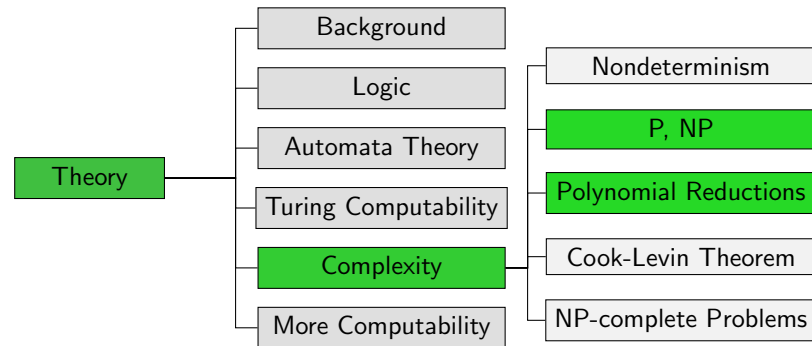 Theory
Background
Logic
Automata Theory
Turing Computability
Complexity
More Computability
Nondeterminism
P, NP
Polynomial Reductions
Cook-Levin Theorem
NP-complete Problems